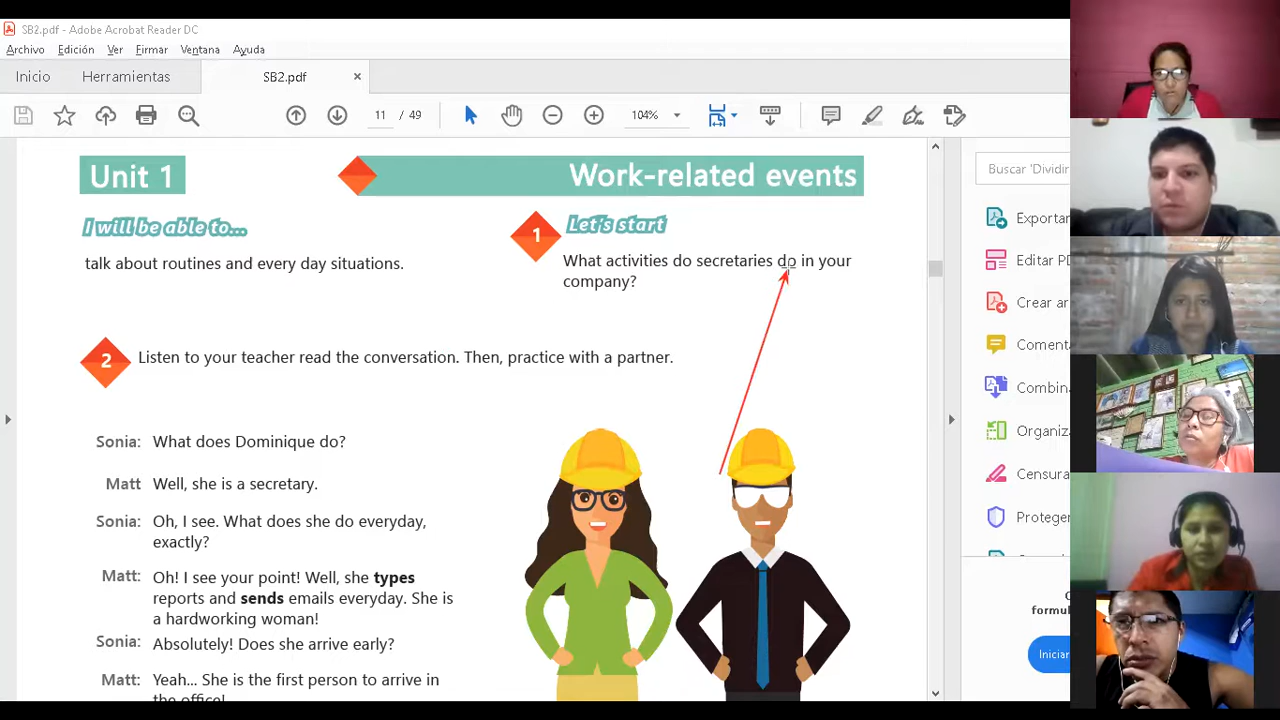 SB2.pdf - Adobe Acrobat Reader DC
Archivo Edición Ver Firmar Ventana Ayuda
Inicio Herramientas SB2.pdf ×
11 / 49 104%
Unit 1 Work-related events
I will be able to...
talk about routines and every day situations.
1 Let's start
What activities do secretaries do in your
company?
2 Listen to your teacher read the conversation. Then, practice with a partner.
Sonia: What does Dominique do?
Matt Well, she is a secretary.
Sonia: Oh, I see. What does she do everyday,
exactly?
Matt: Oh! I see your point! Well, she types
reports and sends emails everyday. She is
a hardworking woman!
Sonia: Absolutely! Does she arrive early?
Matt: Yeah... She is the first person to arrive in
the office!
Buscar 'Dividir
Exportar
Editar PD
Crear ar
Coment
Combin
Organiz
Censura
Proteger
formul
Iniciar